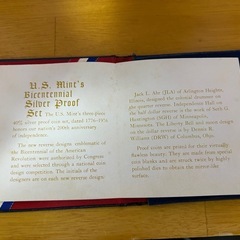 U.S. Mint's
Bicentennial
Silver Proof
Set The U.S. Mint's three-piece
40% silver proof coin set, dated 1776-1976
honors our nation's 200th anniversary
of independence.
The new reverse designs, emblematic of
the Bicentennial of the American
Revolution were authorized by Congress
and were selected through a national coin
design competition. The initials of the
designers are on each new reverse design:
Jack L. Ahr (JLA) of Arlington Heights,
Illinois, designed the colonial drummer on
the quarter reverse. Independence Hall on
the half dollar reverse is the work of Seth G.
Huntington (SGH) of Minneapolis,
Minnesota. The Liberty Bell and moon design
on the dollar reverse is by Dennis R.
Williams (DRW) of Columbus, Ohio.
Proof coins are prized for their virtually
flawless beauty. They are made from special
coin blanks and are struck twice by highly
polished dies to obtain the mirror-like
surface.